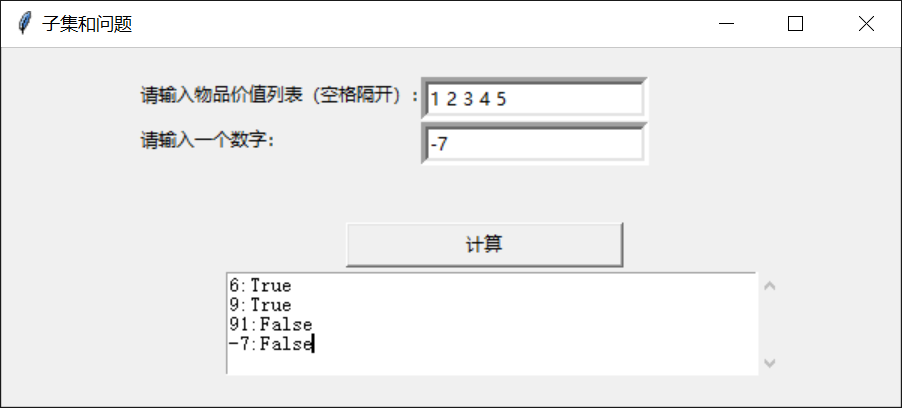 子集和问题
请输入物品价值列表（空格隔开）: 1 2 3 4 5
请输入一个数字: -7
计算
6:True
9:True
91:False
-7:False